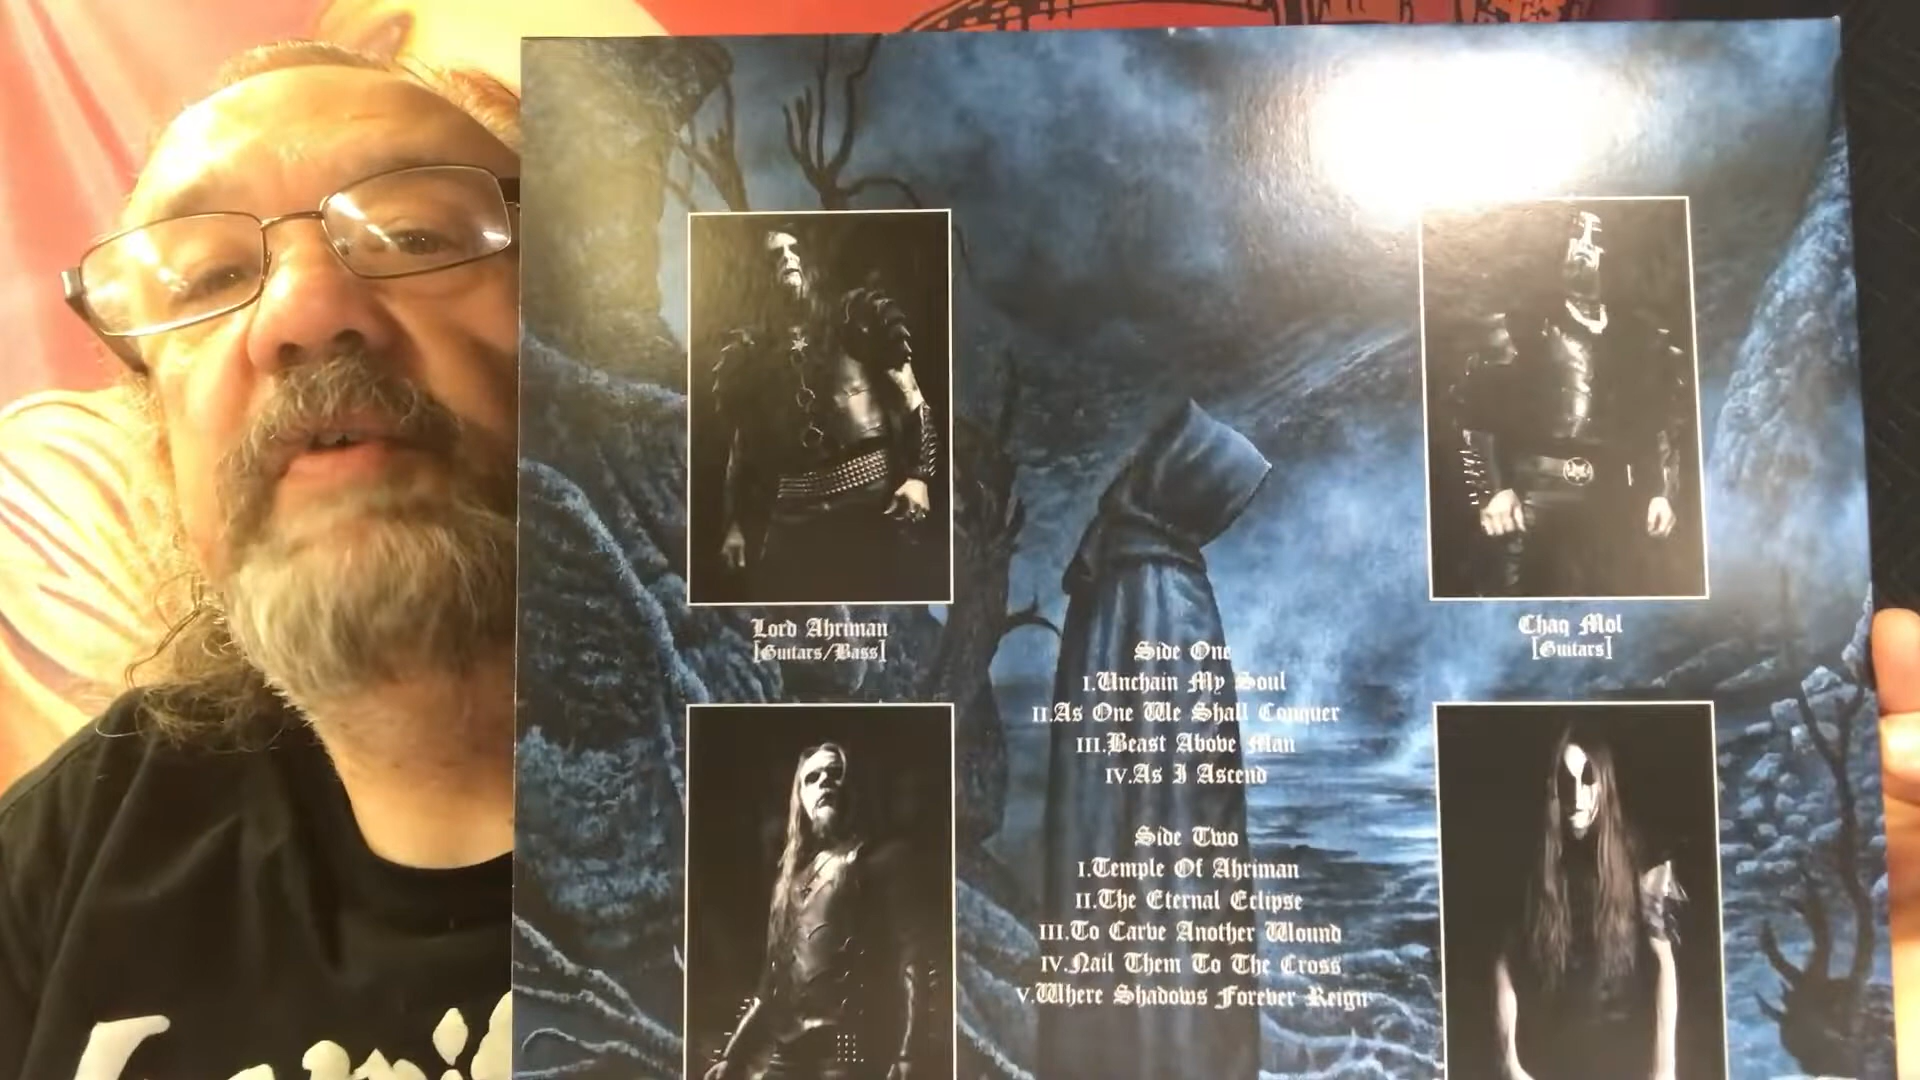 Lord Ahriman
[Guitars/Bass]
Chaq Mol
[Guitars]
Side One
I.Unchain My Soul
II.As One We Shall Conquer
III.Beast Above Man
IV.As I Ascend
Side Two
I.Temple Of Ahriman
II.The Eternal Eclipse
III.To Carve Another Wound
IV.Nail Them To The Cross
V.Where Shadows Forever Reign